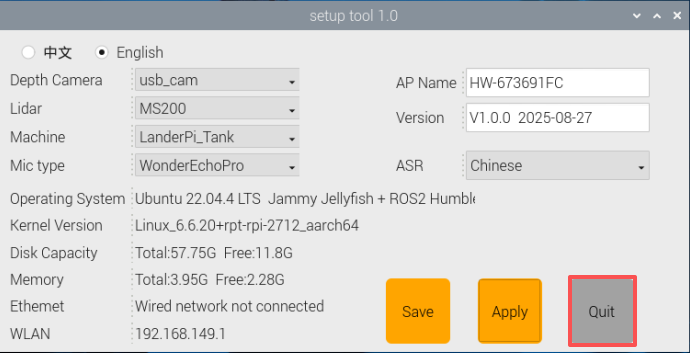 setup tool 1.0
中文 English
Depth Camera usb_cam AP Name HW-673691FC
Lidar MS200
Version V1.0.0 2025-08-27
Machine LanderPi_Tank
Mic type WonderEchoPro ASR Chinese
Operating System Ubuntu 22.04.4 LTS Jammy Jellyfish + ROS2 Humble
Kernel Version Linux_6.6.20+rpt-rpi-2712_aarch64
Disk Capacity Total:57.75G Free:11.8G
Memory Total:3.95G Free:2.28G
Ethernet Wired network not connected
WLAN 192.168.149.1
Save Apply Quit